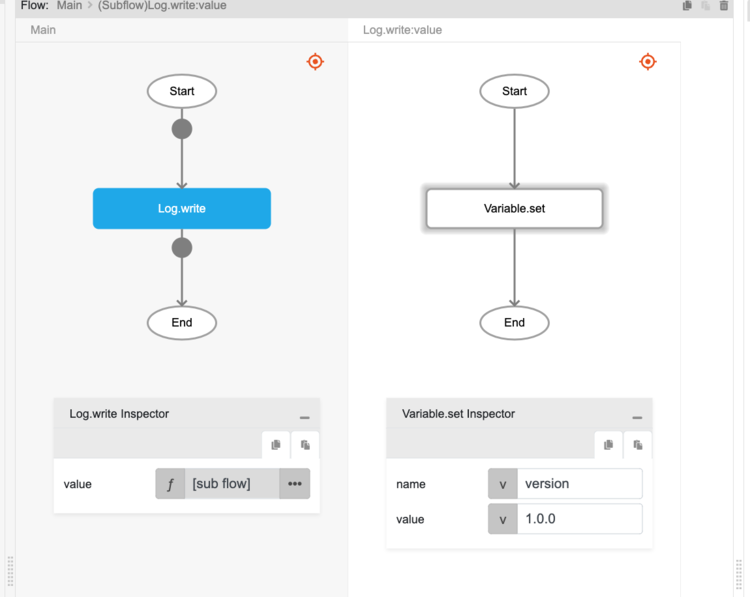 Flow: Main > (Subflow)Log.write:value
Main
Log.write:value
Start
Log.write
End
Start
Variable.set
End
Log.write Inspector
value ƒ [sub flow] •••
Variable.set Inspector
name v version
value v 1.0.0